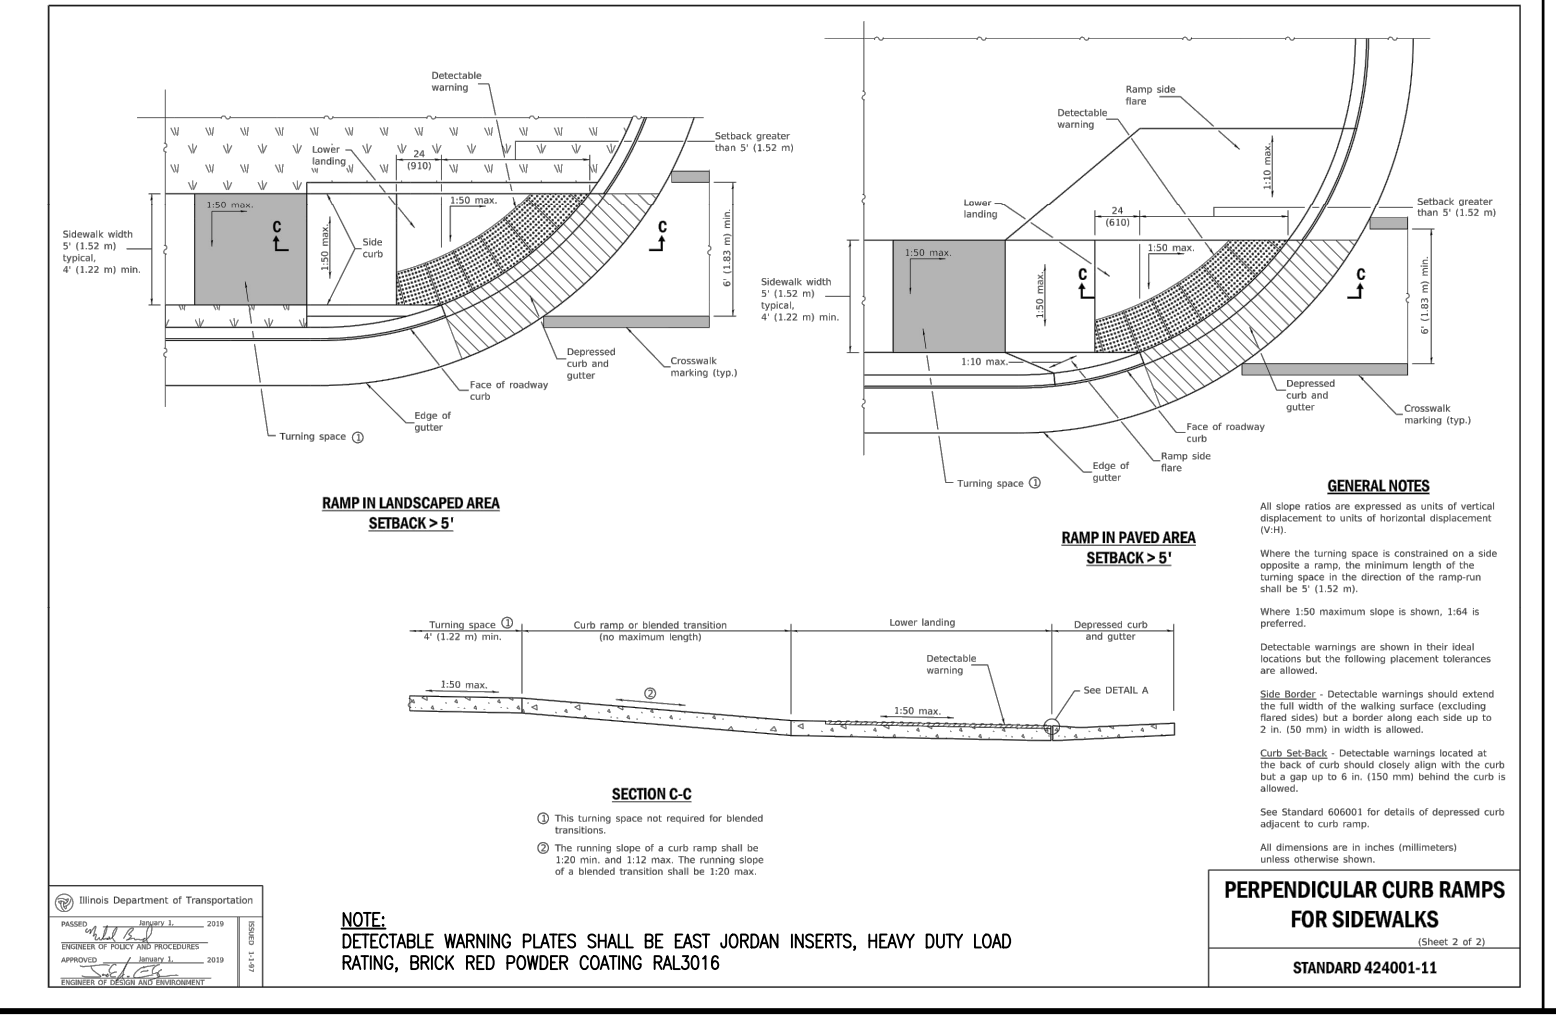 Detectable
warning
Setback greater
than 5' (1.52 m)
Lower
landing
24
(910)
1:50 max.
1:50 max.
C
C
Sidewalk width
5' (1.52 m)
typical,
4' (1.22 m) min.
1:50 max.
Side
curb
6' (1.83 m) min.
Depressed
curb and
gutter
Crosswalk
marking (typ.)
Face of roadway
curb
Edge of
gutter
Turning space ①
RAMP IN LANDSCAPED AREA
SETBACK > 5'
Ramp side
flare
Detectable
warning
1:10 max.
Lower
landing
24
(610)
Setback greater
than 5' (1.52 m)
1:50 max.
1:50 max.
C
C
Sidewalk width
5' (1.52 m)
typical,
4' (1.22 m) min.
1:50 max.
6' (1.83 m) min.
1:10 max.
Depressed
curb and
gutter
Crosswalk
marking (typ.)
Face of roadway
curb
Ramp side
flare
Edge of
gutter
Turning space ①
RAMP IN PAVED AREA
SETBACK > 5'
Turning space ①
4' (1.22 m) min.
Curb ramp or blended transition
(no maximum length)
Lower landing
Depressed curb
and gutter
Detectable
warning
1:50 max.
②
1:50 max.
See DETAIL A
SECTION C-C
① This turning space not required for blended
transitions.
② The running slope of a curb ramp shall be
1:20 min. and 1:12 max. The running slope
of a blended transition shall be 1:20 max.
GENERAL NOTES
All slope ratios are expressed as units of vertical
displacement to units of horizontal displacement
(V:H).
Where the turning space is constrained on a side
opposite a ramp, the minimum length of the
turning space in the direction of the ramp-run
shall be 5' (1.52 m).
Where 1:50 maximum slope is shown, 1:64 is
preferred.
Detectable warnings are shown in their ideal
locations but the following placement tolerances
are allowed.
Side Border - Detectable warnings should extend
the full width of the walking surface (excluding
flared sides) but a border along each side up to
2 in. (50 mm) in width is allowed.
Curb Set-Back - Detectable warnings located at
the back of curb should closely align with the curb
but a gap up to 6 in. (150 mm) behind the curb is
allowed.
See Standard 606001 for details of depressed curb
adjacent to curb ramp.
All dimensions are in inches (millimeters)
unless otherwise shown.
Illinois Department of Transportation
PASSED January 1, 2019
ENGINEER OF POLICY AND PROCEDURES
APPROVED January 1, 2019
ENGINEER OF DESIGN AND ENVIRONMENT
ISSUED 1-1-97
NOTE:
DETECTABLE WARNING PLATES SHALL BE EAST JORDAN INSERTS, HEAVY DUTY LOAD
RATING, BRICK RED POWDER COATING RAL3016
PERPENDICULAR CURB RAMPS
FOR SIDEWALKS
(Sheet 2 of 2)
STANDARD 424001-11